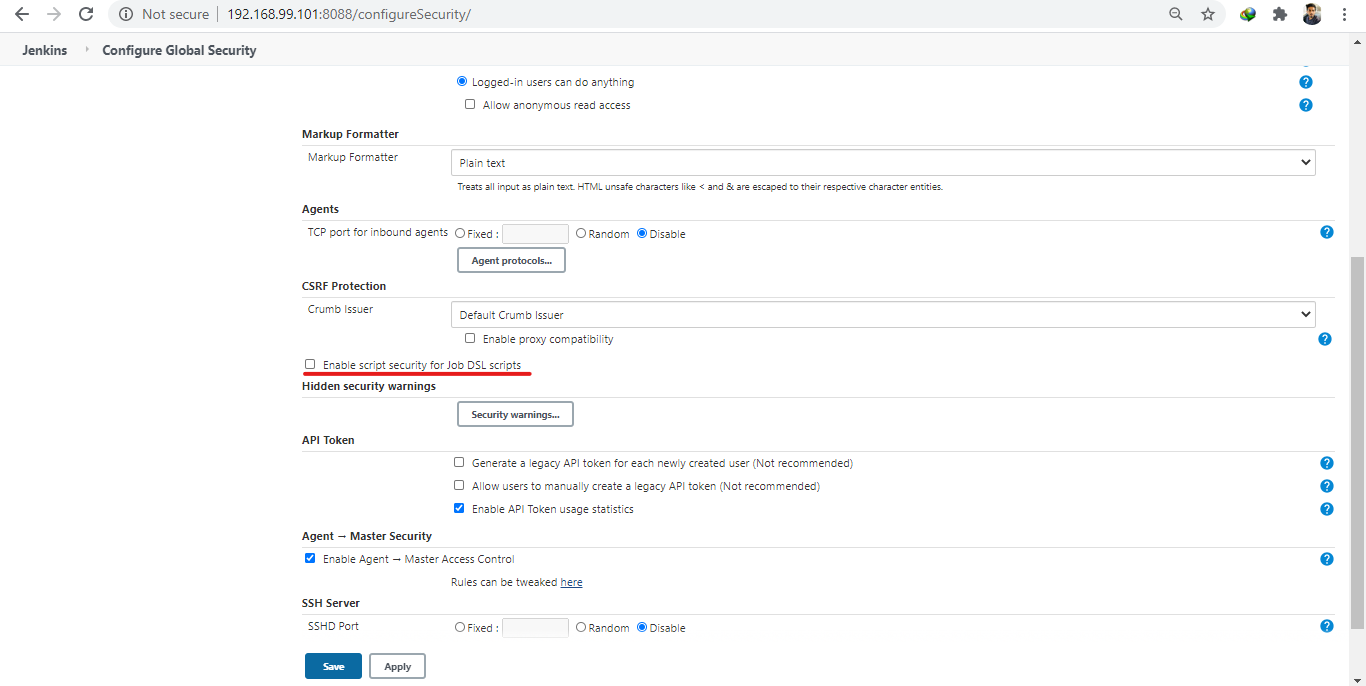 Not secure 192.168.99.101:8088/configureSecurity/
Jenkins Configure Global Security
Logged-in users can do anything
Allow anonymous read access
Markup Formatter
Markup Formatter Plain text
Treats all input as plain text. HTML unsafe characters like < and & are escaped to their respective character entities.
Agents
TCP port for inbound agents Fixed : Random Disable
Agent protocols...
CSRF Protection
Crumb Issuer Default Crumb Issuer
Enable proxy compatibility
Enable script security for Job DSL scripts
Hidden security warnings
Security warnings...
API Token
Generate a legacy API token for each newly created user (Not recommended)
Allow users to manually create a legacy API token (Not recommended)
Enable API Token usage statistics
Agent → Master Security
Enable Agent → Master Access Control
Rules can be tweaked here
SSH Server
SSHD Port Fixed : Random Disable
Save Apply